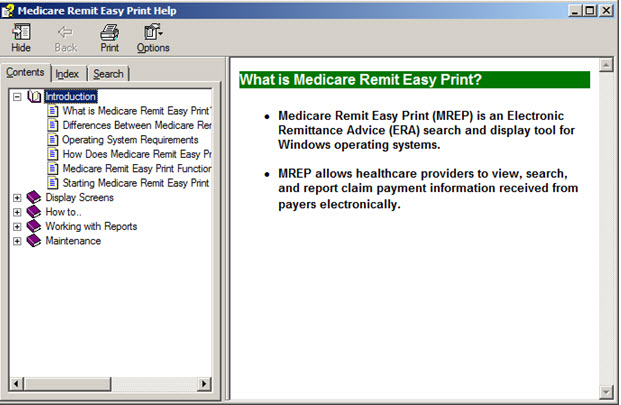 Medicare Remit Easy Print Help
Hide Back Print Options
Contents Index Search
Introduction
What is Medicare Remit Easy Print?
Differences Between Medicare Rer
Operating System Requirements
How Does Medicare Remit Easy Pr
Medicare Remit Easy Print Function
Starting Medicare Remit Easy Print
Display Screens
How to..
Working with Reports
Maintenance
What is Medicare Remit Easy Print?
• Medicare Remit Easy Print (MREP) is an Electronic
Remittance Advice (ERA) search and display tool for
Windows operating systems.
• MREP allows healthcare providers to view, search,
and report claim payment information received from
payers electronically.